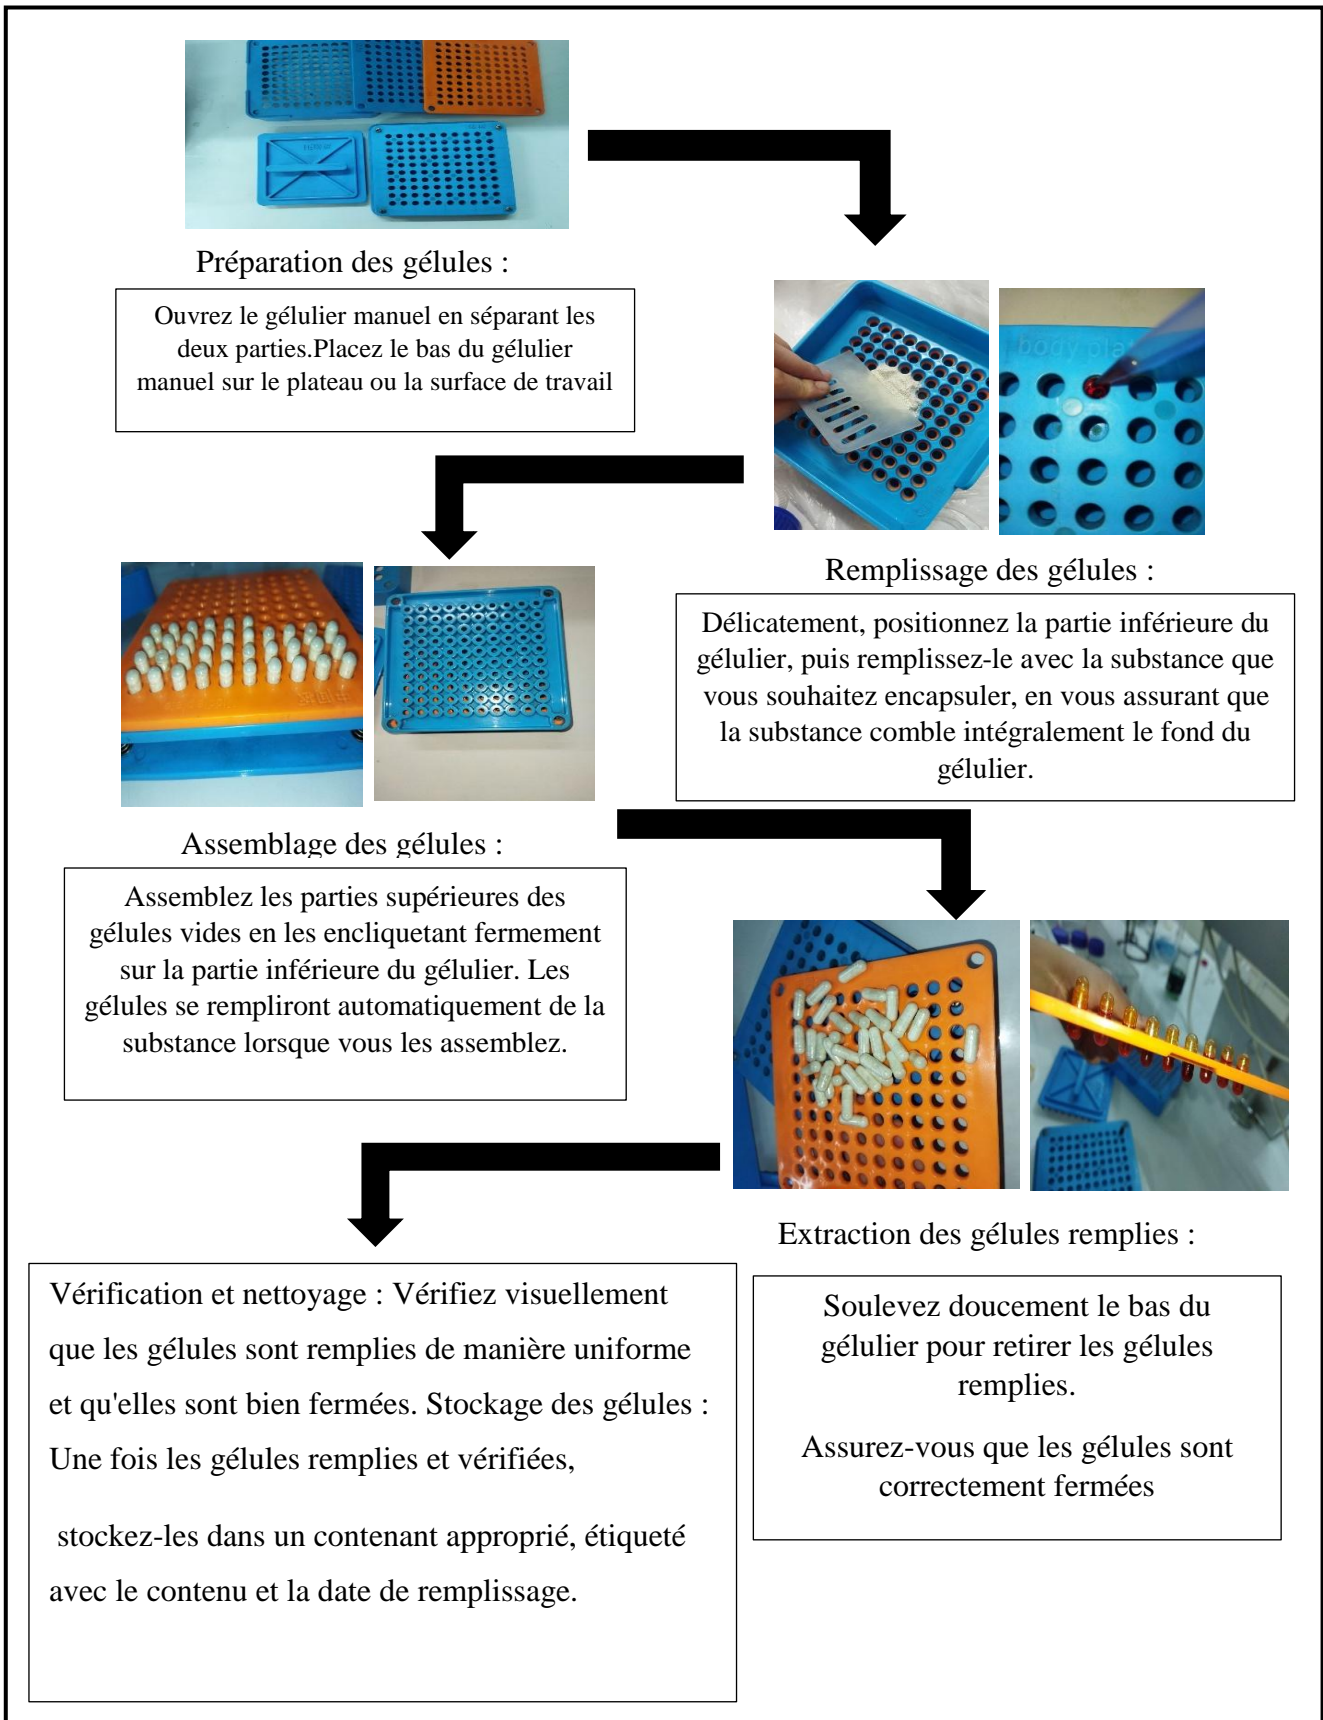 Préparation des gélules :
Ouvrez le gélulier manuel en séparant les
deux parties.Placez le bas du gélulier
manuel sur le plateau ou la surface de travail
body pla
Remplissage des gélules :
Délicatement, positionnez la partie inférieure du
gélulier, puis remplissez-le avec la substance que
vous souhaitez encapsuler, en vous assurant que
la substance comble intégralement le fond du
gélulier.
Assemblage des gélules :
Assemblez les parties supérieures des
gélules vides en les encliquetant fermement
sur la partie inférieure du gélulier. Les
gélules se rempliront automatiquement de la
substance lorsque vous les assemblez.
Extraction des gélules remplies :
Soulevez doucement le bas du
gélulier pour retirer les gélules
remplies.
Assurez-vous que les gélules sont
correctement fermées
Vérification et nettoyage : Vérifiez visuellement
que les gélules sont remplies de manière uniforme
et qu'elles sont bien fermées. Stockage des gélules :
Une fois les gélules remplies et vérifiées,
stockez-les dans un contenant approprié, étiqueté
avec le contenu et la date de remplissage.